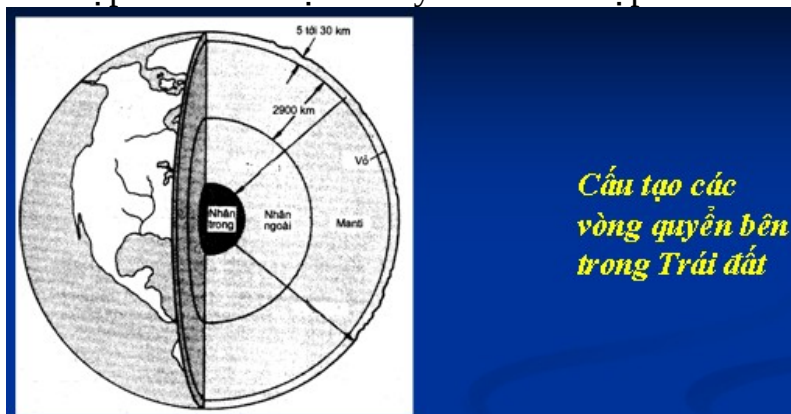 5 tới 30 km
2900 km
Vỏ
Nhân
trong
Nhân
ngoài
Manti
Cấu tạo các
vòng quyển bên
trong Trái đất